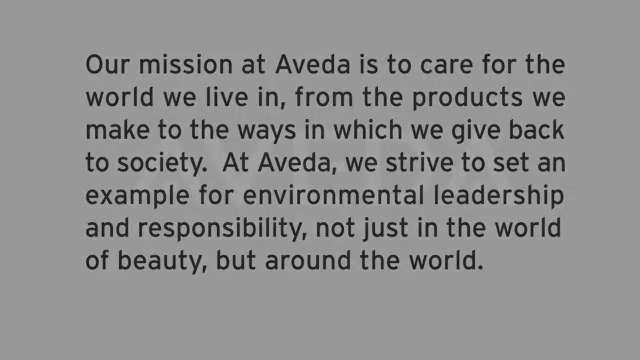 Our mission at Aveda is to care for the
world we live in, from the products we
make to the ways in which we give back
to society.  At Aveda, we strive to set an
example for environmental leadership
and responsibility, not just in the world
of beauty, but around the world.